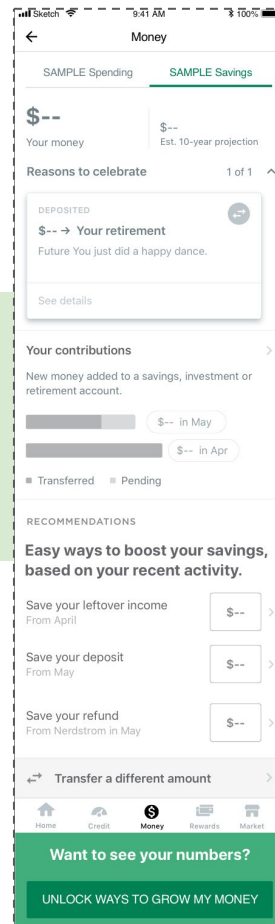 Sketch 9:41 AM 100%
Money
SAMPLE Spending SAMPLE Savings
$--
Your money
$--
Est. 10-year projection
Reasons to celebrate 1 of 1
DEPOSITED
$-- → Your retirement
Future You just did a happy dance.
See details
Your contributions
New money added to a savings, investment or
retirement account.
$-- in May
$-- in Apr
Transferred Pending
RECOMMENDATIONS
Easy ways to boost your savings,
based on your recent activity.
Save your leftover income
From April
$--
Save your deposit
From May
$--
Save your refund
From Nerdstrom in May
$--
Transfer a different amount
Home Credit Money Rewards Market
Want to see your numbers?
UNLOCK WAYS TO GROW MY MONEY